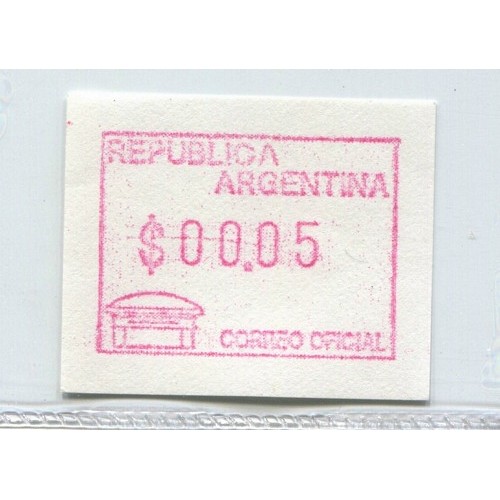 REPUBLICA
ARGENTINA
$00.05
CORREO OFICIAL